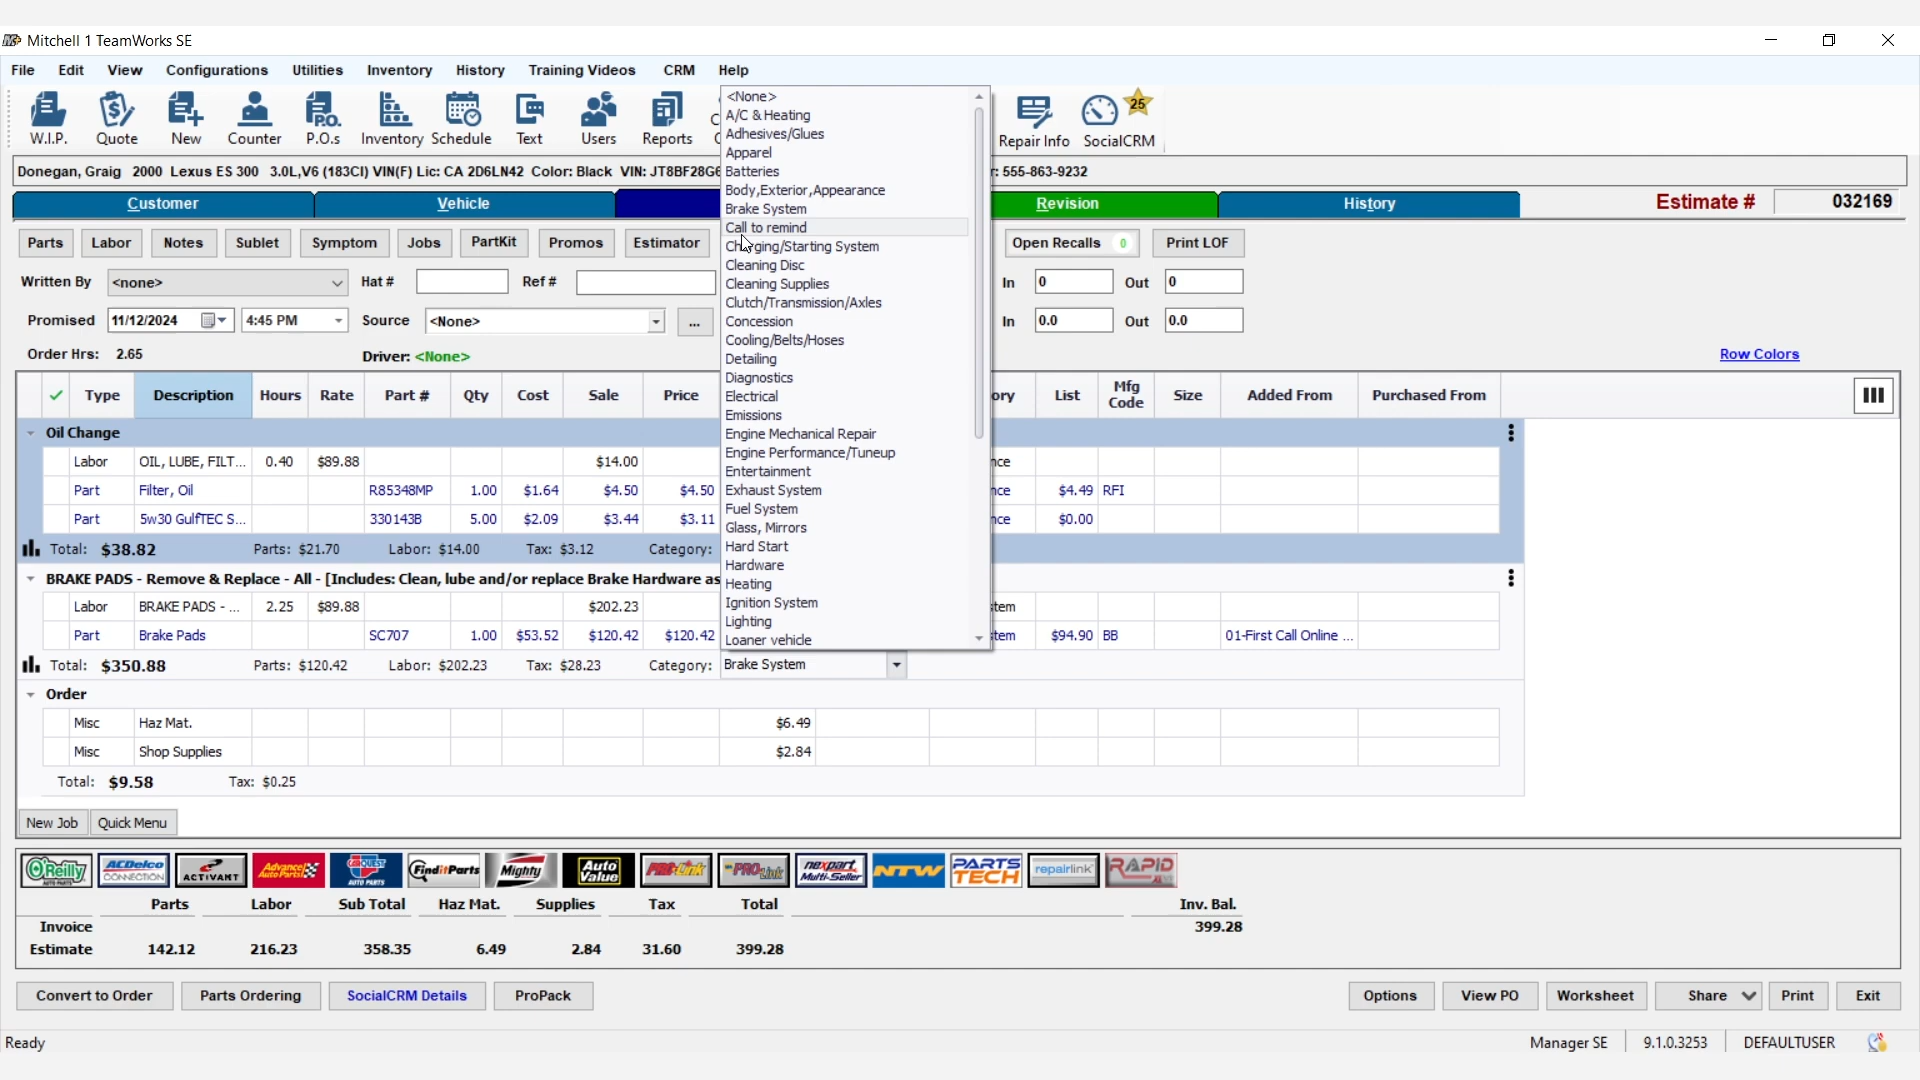 Mitchell 1 TeamWorks SE
File Edit View Configurations Utilities Inventory History Training Videos CRM Help
W.I.P. Quote New Counter P.O.s Inventory Schedule Text Users Reports Repair Info SocialCRM 25
Donegan, Graig 2000 Lexus ES 300 3.0L,V6 (183CI) VIN(F) Lic: CA 2D6LN42 Color: Black VIN: JT8BF28G 555-863-9232
Customer Vehicle Revision History Estimate # 032169
Parts Labor Notes Sublet Symptom Jobs PartKit Promos Estimator Open Recalls 0 Print LOF
Written By <none> Hat # Ref # In 0 Out 0
Promised 11/12/2024 4:45 PM Source <None> ... In 0.0 Out 0.0
Order Hrs: 2.65 Driver: <None> Row Colors
Type Description Hours Rate Part # Qty Cost Sale Price ory List Mfg Code Size Added From Purchased From
Oil Change
Labor OIL, LUBE, FILT... 0.40 $89.88 $14.00 nce
Part Filter, Oil R85348MP 1.00 $1.64 $4.50 $4.50 nce $4.49 RFI
Part 5w30 GulfTEC S... 330143B 5.00 $2.09 $3.44 $3.11 nce $0.00
Total: $38.82 Parts: $21.70 Labor: $14.00 Tax: $3.12 Category:
BRAKE PADS - Remove & Replace - All - [Includes: Clean, lube and/or replace Brake Hardware as
Labor BRAKE PADS - ... 2.25 $89.88 $202.23 tem
Part Brake Pads SC707 1.00 $53.52 $120.42 $120.42 tem $94.90 BB 01-First Call Online ...
Total: $350.88 Parts: $120.42 Labor: $202.23 Tax: $28.23 Category: Brake System
<None>
A/C & Heating
Adhesives/Glues
Apparel
Batteries
Body,Exterior,Appearance
Brake System
Call to remind
Charging/Starting System
Cleaning Disc
Cleaning Supplies
Clutch/Transmission/Axles
Concession
Cooling/Belts/Hoses
Detailing
Diagnostics
Electrical
Emissions
Engine Mechanical Repair
Engine Performance/Tuneup
Entertainment
Exhaust System
Fuel System
Glass, Mirrors
Hard Start
Hardware
Heating
Ignition System
Lighting
Loaner vehicle
Order
Misc Haz Mat. $6.49
Misc Shop Supplies $2.84
Total: $9.58 Tax: $0.25
New Job Quick Menu
O'Reilly AUTO PARTS ACDelco CONNECTION ACTIVANT Advance Auto Parts CARQUEST AUTO PARTS FinditParts Mighty Auto Value PRO-Link PROLink nexpart Multi-Seller NTW PARTS TECH repairlink RAPID
Parts Labor Sub Total Haz Mat. Supplies Tax Total Inv. Bal.
Invoice 399.28
Estimate 142.12 216.23 358.35 6.49 2.84 31.60 399.28
Convert to Order Parts Ordering SocialCRM Details ProPack Options View PO Worksheet Share Print Exit
Ready Manager SE 9.1.0.3253 DEFAULTUSER